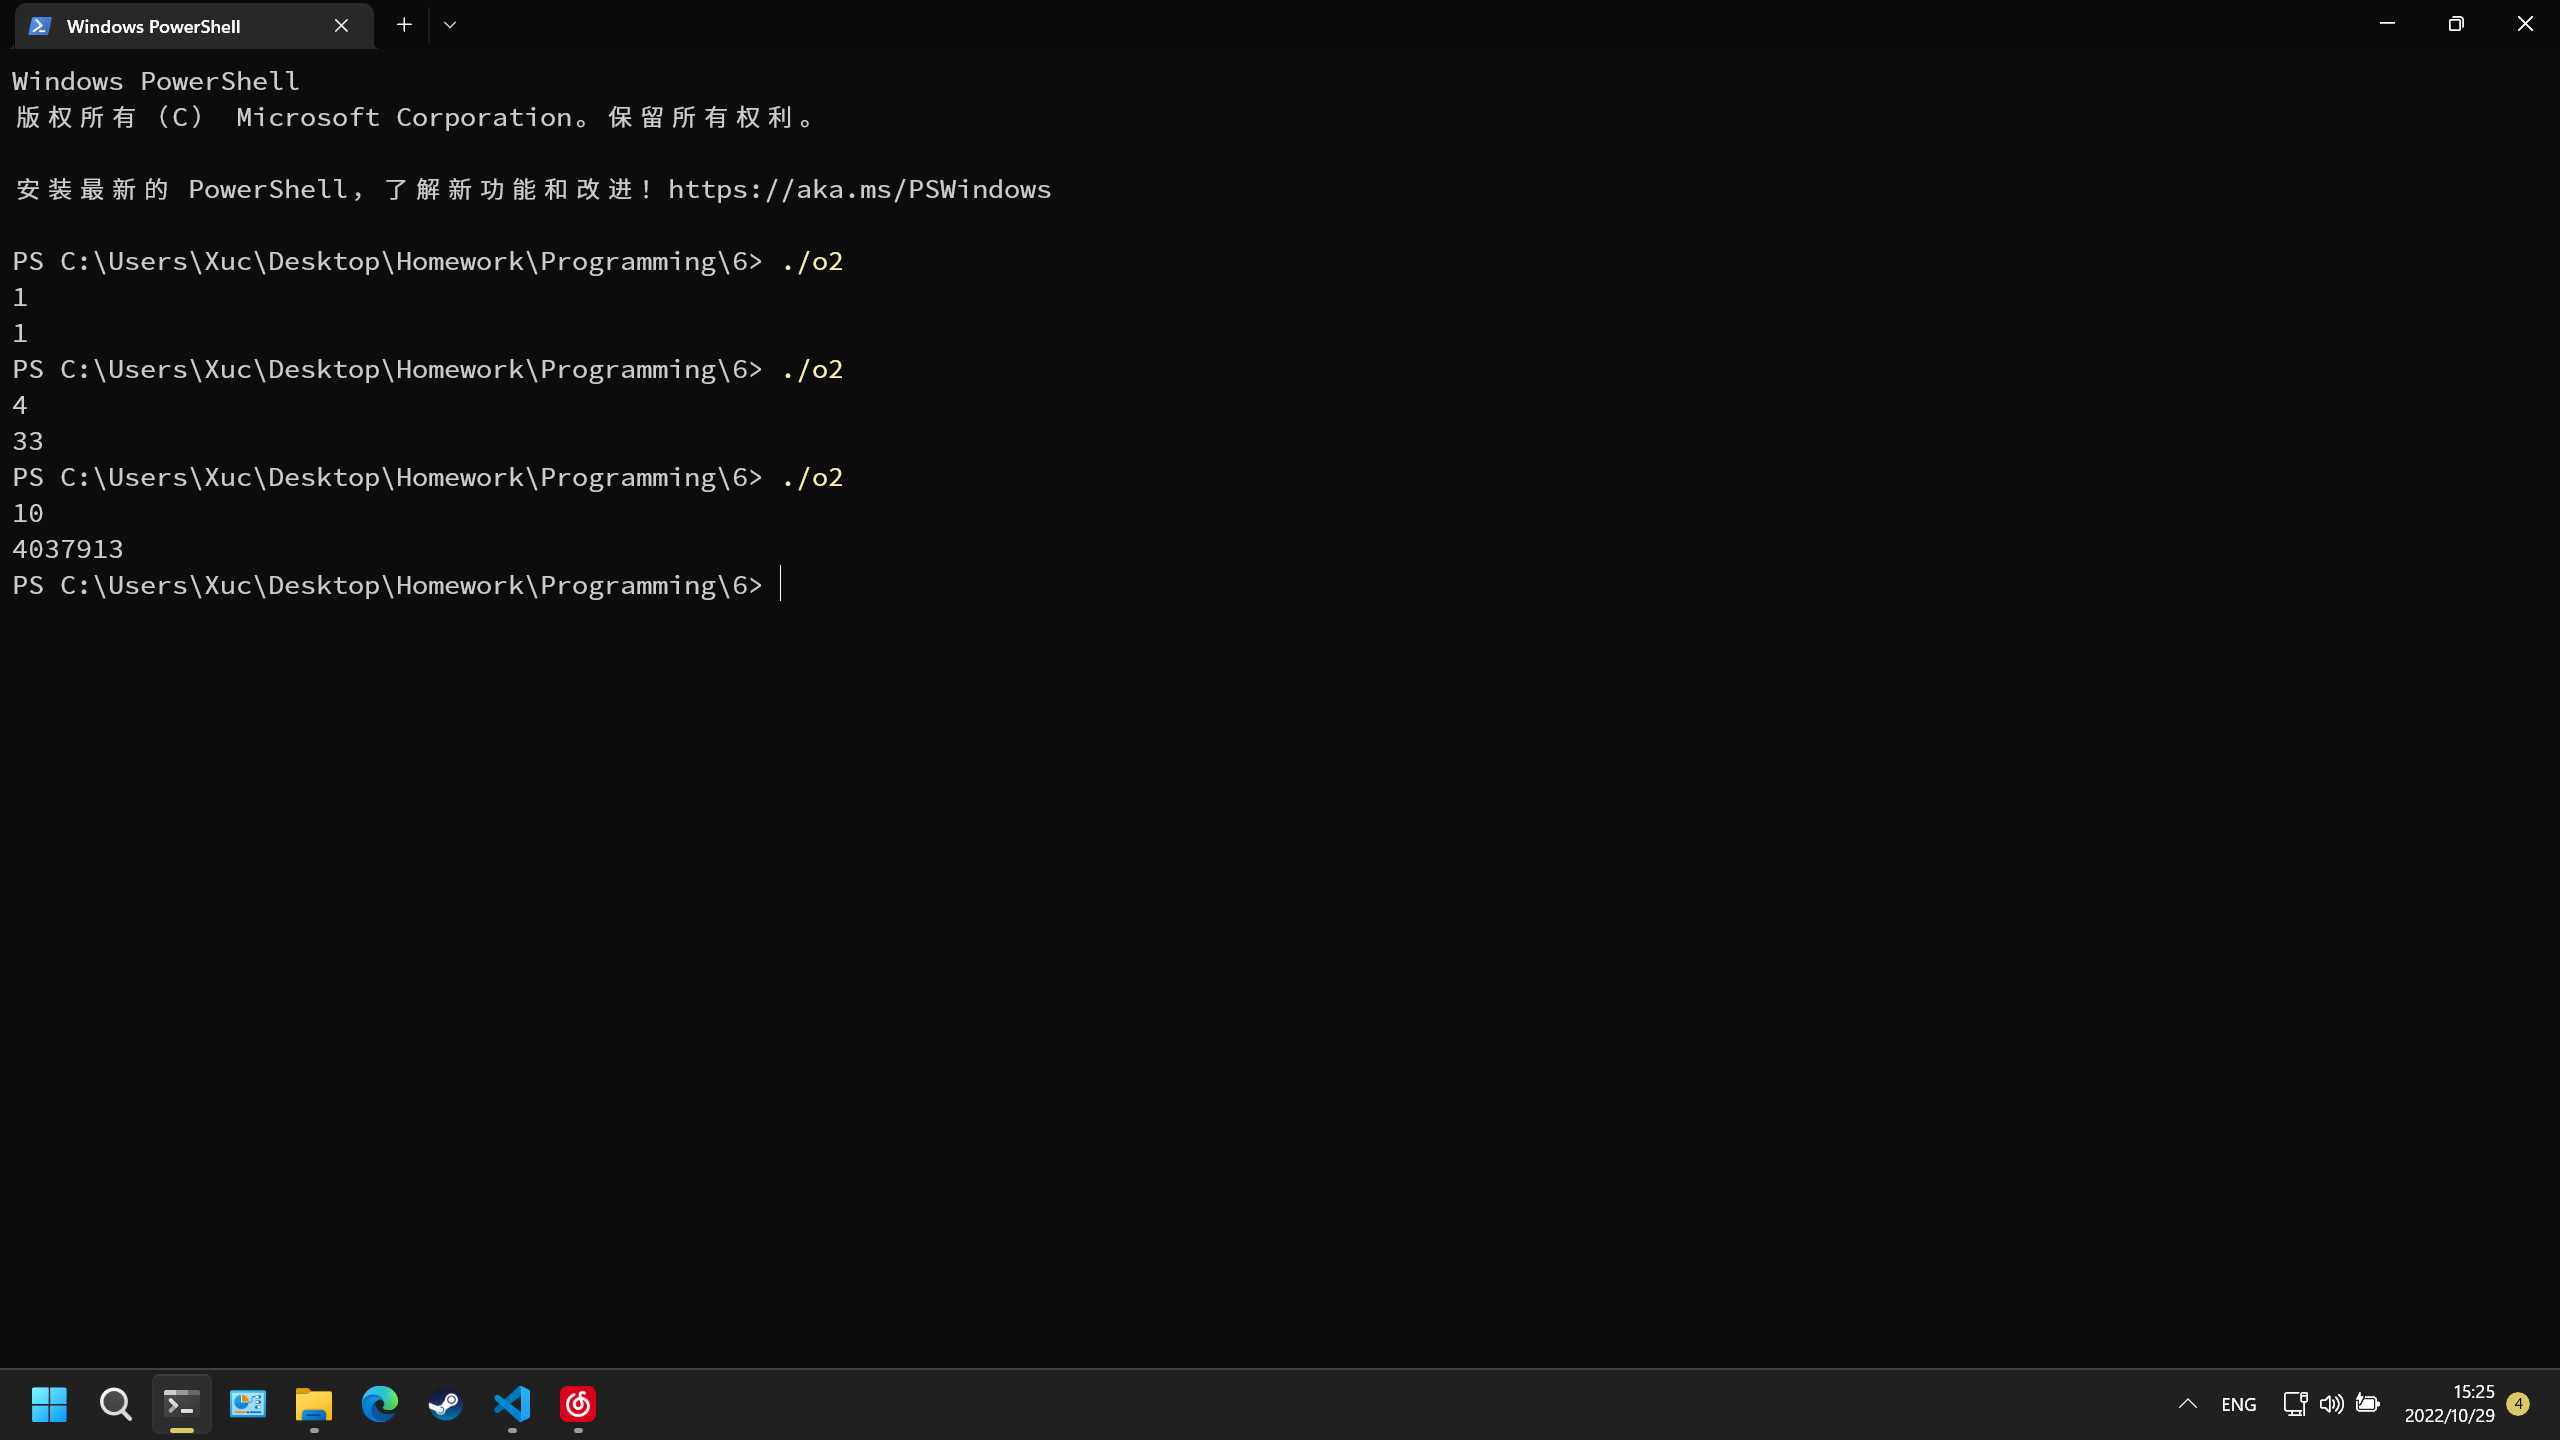 Windows PowerShell
Windows PowerShell
版权所有（C） Microsoft Corporation。保留所有权利。
安装最新的 PowerShell，了解新功能和改进！https://aka.ms/PSWindows
PS C:\Users\Xuc\Desktop\Homework\Programming\6> ./o2
1
1
PS C:\Users\Xuc\Desktop\Homework\Programming\6> ./o2
4
33
PS C:\Users\Xuc\Desktop\Homework\Programming\6> ./o2
10
4037913
PS C:\Users\Xuc\Desktop\Homework\Programming\6>
ENG
15:25
2022/10/29
4